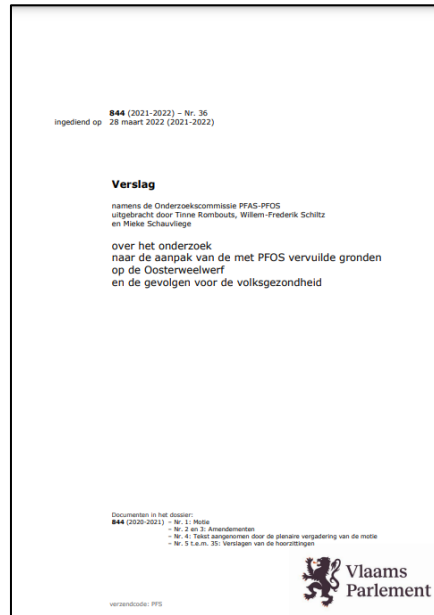 844 (2021-2022) – Nr. 36
ingediend op 28 maart 2022 (2021-2022)
Verslag
namens de Onderzoekscommissie PFAS-PFOS
uitgebracht door Tinne Rombouts, Willem-Frederik Schiltz
en Mieke Schauvliege
over het onderzoek
naar de aanpak van de met PFOS vervuilde gronden
op de Oosterweelwerf
en de gevolgen voor de volksgezondheid
Documenten in het dossier:
844 (2020-2021) – Nr. 1: Motie
– Nr. 2 en 3: Amendementen
– Nr. 4: Tekst aangenomen door de plenaire vergadering van de motie
– Nr. 5 t.e.m. 35: Verslagen van de hoorzittingen
Vlaams
Parlement
verzendcode: PFS